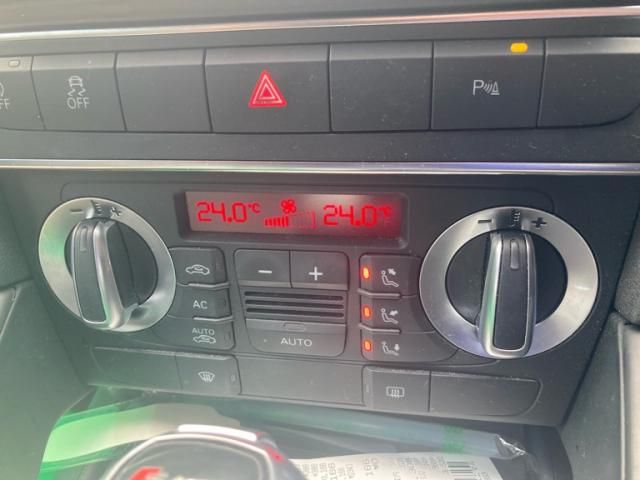 OFF
OFF
P
24.0°C 24.0°C
- +
- +
- +
AC
AUTO
AUTO